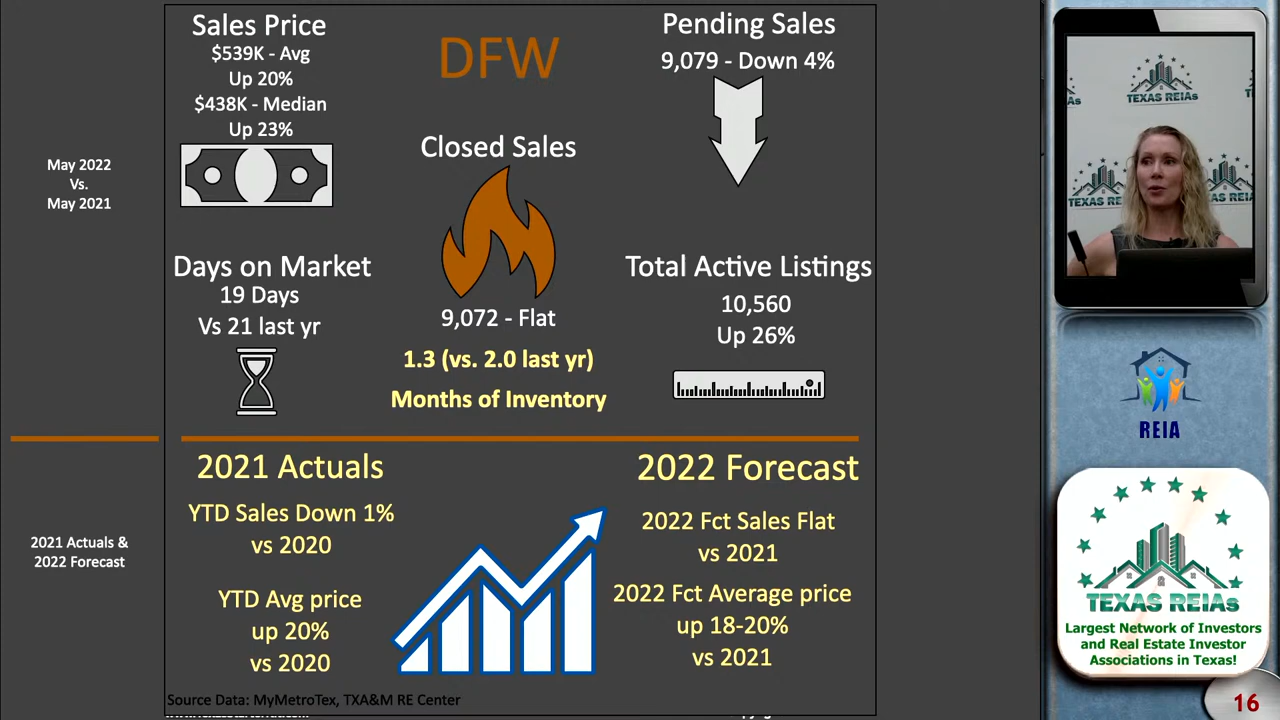 Sales Price
$539K - Avg
Up 20%
$438K - Median
Up 23%
DFW
Pending Sales
9,079 - Down 4%
May 2022
Vs.
May 2021
Closed Sales
9,072 - Flat
1.3 (vs. 2.0 last yr)
Months of Inventory
Days on Market
19 Days
Vs 21 last yr
Total Active Listings
10,560
Up 26%
2021 Actuals &
2022 Forecast
2021 Actuals
YTD Sales Down 1%
vs 2020
YTD Avg price
up 20%
vs 2020
2022 Forecast
2022 Fct Sales Flat
vs 2021
2022 Fct Average price
up 18-20%
vs 2021
Source Data: MyMetroTex, TXA&M RE Center
TEXAS REIAs
TEXAS REIA
REIA
TEXAS REIAs
Largest Network of Investors
and Real Estate Investor
Associations in Texas!
16